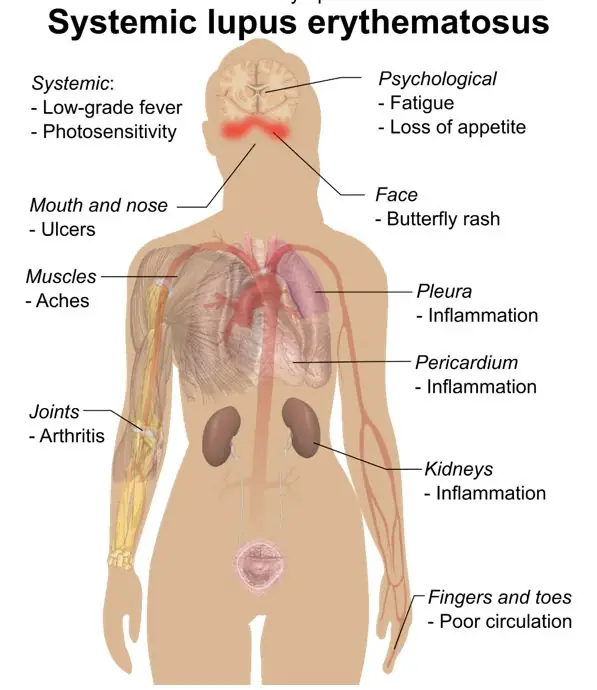 Systemic lupus erythematosus
Systemic:
- Low-grade fever
- Photosensitivity
Psychological
- Fatigue
- Loss of appetite
Mouth and nose
- Ulcers
Face
- Butterfly rash
Muscles
- Aches
Pleura
- Inflammation
Pericardium
- Inflammation
Joints
- Arthritis
Kidneys
- Inflammation
Fingers and toes
- Poor circulation